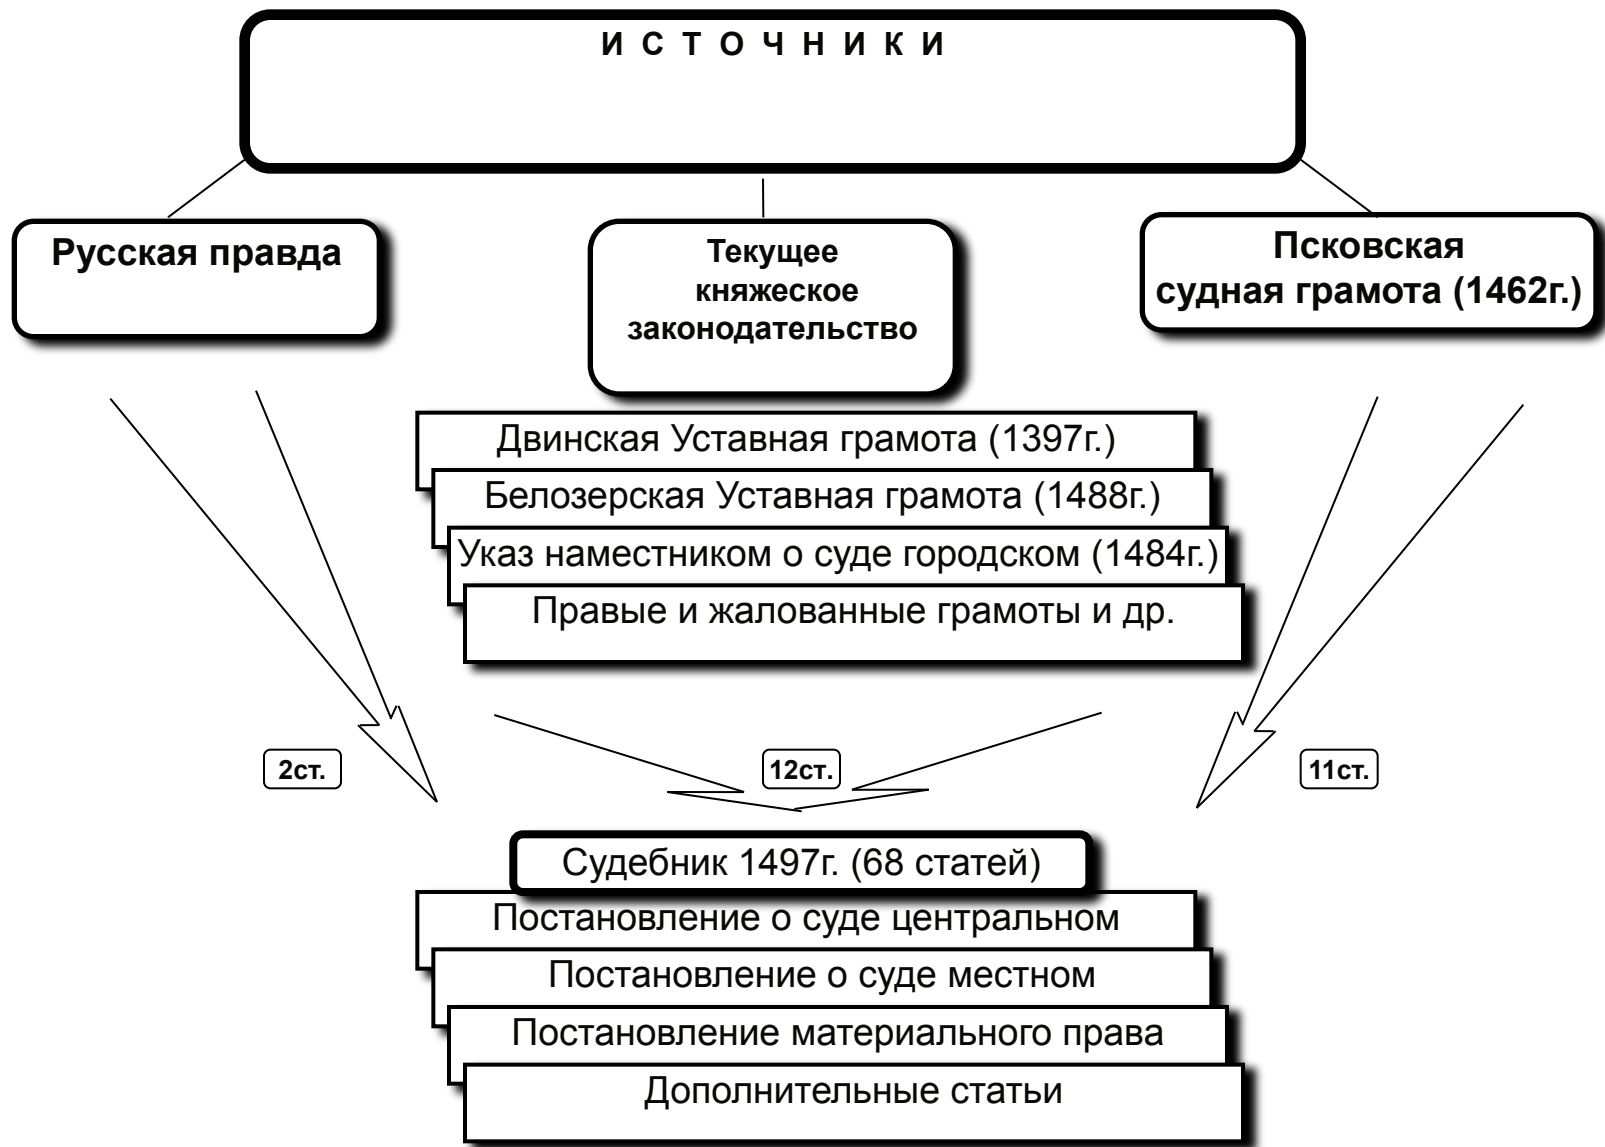 И С Т О Ч Н И К И
Русская правда
Текущее
княжеское
законодательство
Псковская
судная грамота (1462г.)
Двинская Уставная грамота (1397г.)
Белозерская Уставная грамота (1488г.)
Указ наместником о суде городском (1484г.)
Правые и жалованные грамоты и др.
2ст.
12ст.
11ст.
Судебник 1497г. (68 статей)
Постановление о суде центральном
Постановление о суде местном
Постановление материального права
Дополнительные статьи